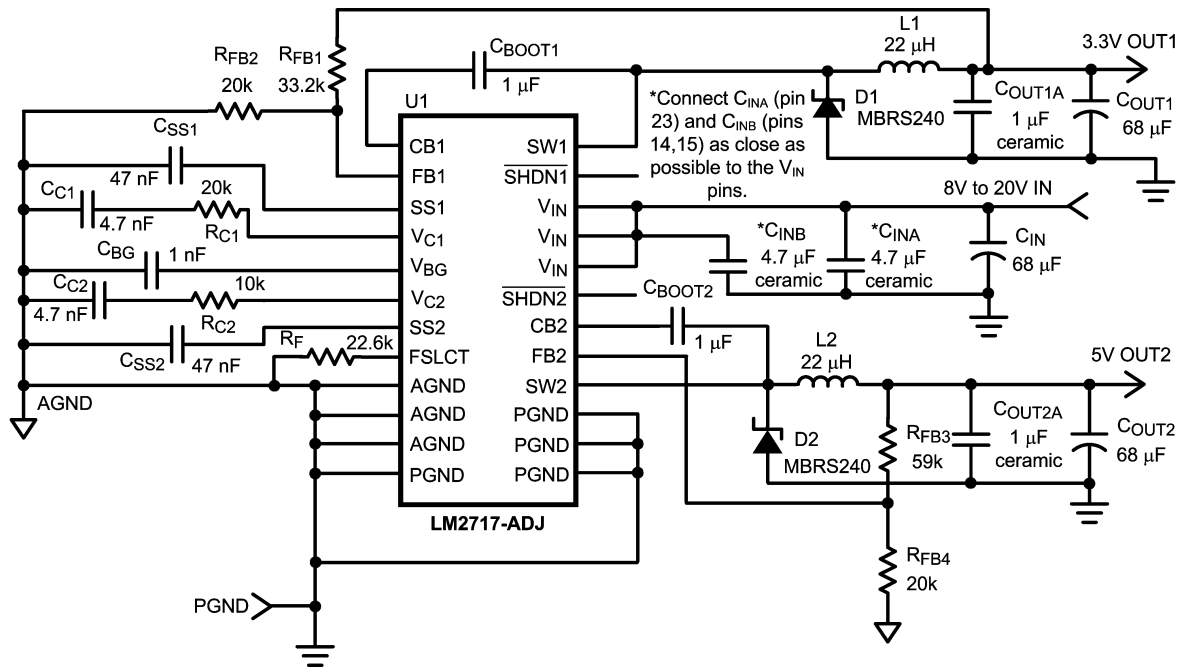 L1
22 µH
3.3V OUT1
RFB2
20k
RFB1
33.2k
CBOOT1
1 µF
U1
*Connect CINA (pin
23) and CINB (pins
14,15) as close as
possible to the VIN
pins.
D1
MBRS240
COUT1A
1 µF
ceramic
COUT1
68 µF
CSS1
47 nF
CC1
4.7 nF
20k
RC1
CBG
1 nF
CC2
4.7 nF
10k
RC2
CSS2
47 nF
RF
22.6k
AGND
CB1
FB1
SS1
VC1
VBG
VC2
SS2
FSLCT
AGND
AGND
AGND
PGND
SW1
SHDN1
VIN
VIN
VIN
SHDN2
CB2
FB2
SW2
PGND
PGND
PGND
LM2717-ADJ
8V to 20V IN
*CINB
4.7 µF
ceramic
*CINA
4.7 µF
ceramic
CIN
68 µF
CBOOT2
1 µF
L2
22 µH
5V OUT2
D2
MBRS240
RFB3
59k
COUT2A
1 µF
ceramic
COUT2
68 µF
RFB4
20k
PGND